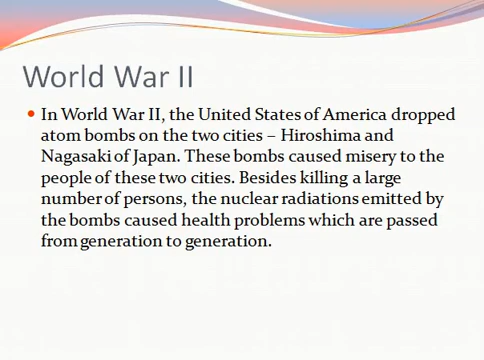 World War II
In World War II, the United States of America dropped
atom bombs on the two cities – Hiroshima and
Nagasaki of Japan. These bombs caused misery to the
people of these two cities. Besides killing a large
number of persons, the nuclear radiations emitted by
the bombs caused health problems which are passed
from generation to generation.